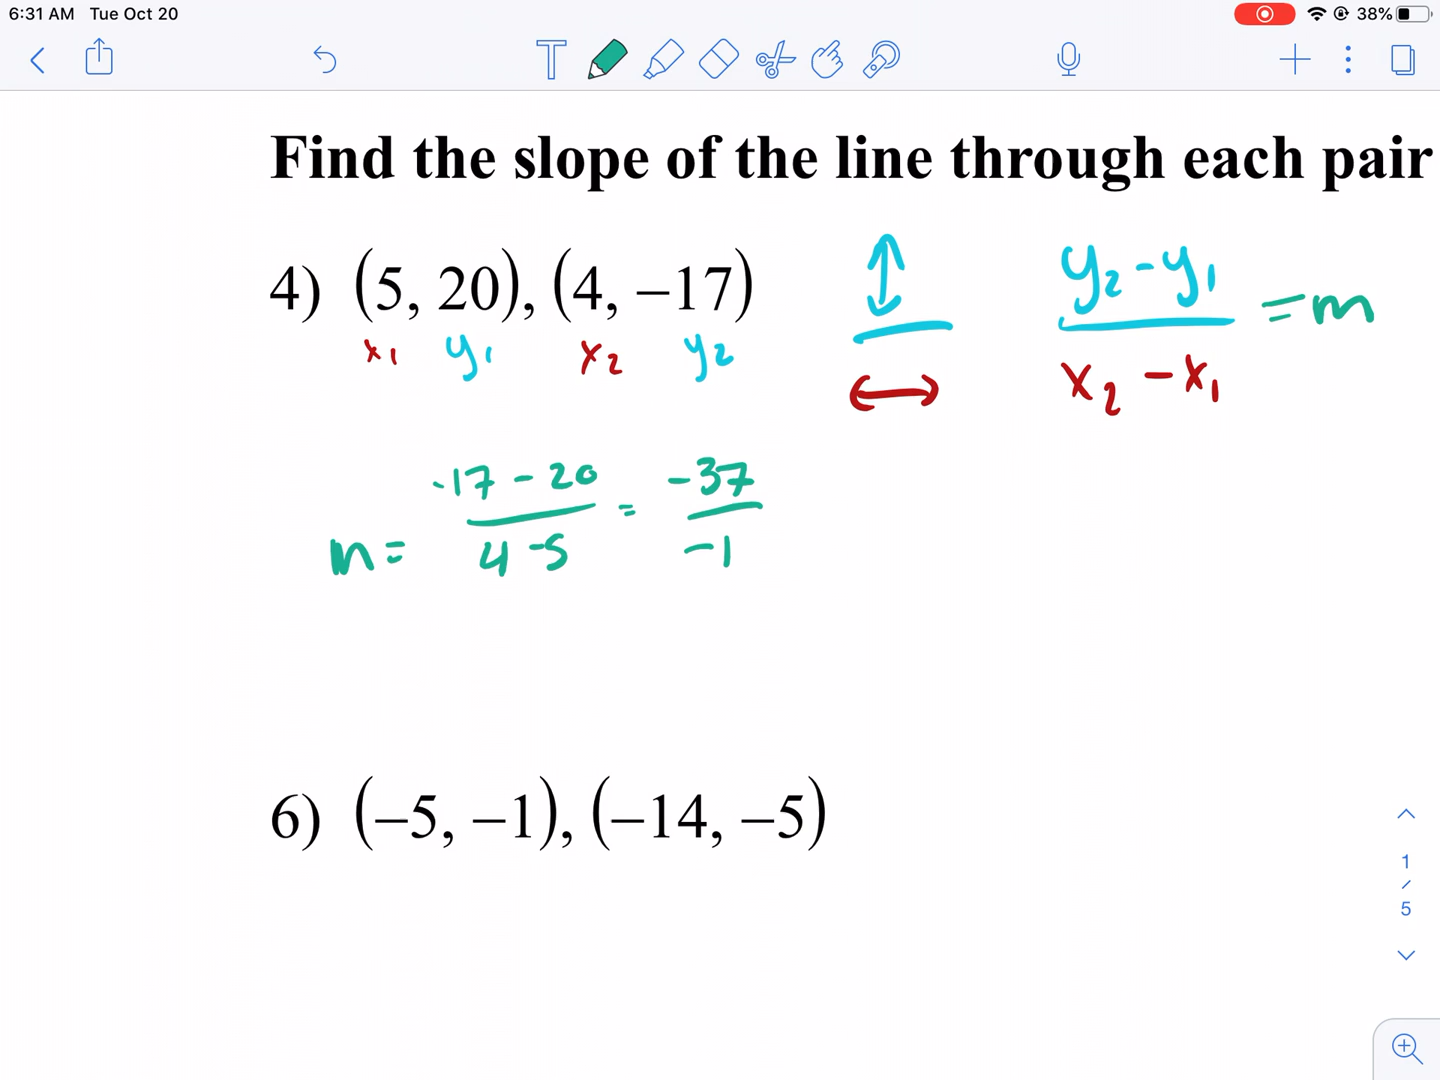 6:31 AM Tue Oct 20 38%
T
Find the slope of the line through each pair
4) (5, 20), (4, −17)
x₁ y₁ x₂ y₂
y₂ - y₁
x₂ - x₁
= m
m = -17 - 20 / 4 - 5 = -37 / -1
6) (−5, −1), (−14, −5)
1
/
5